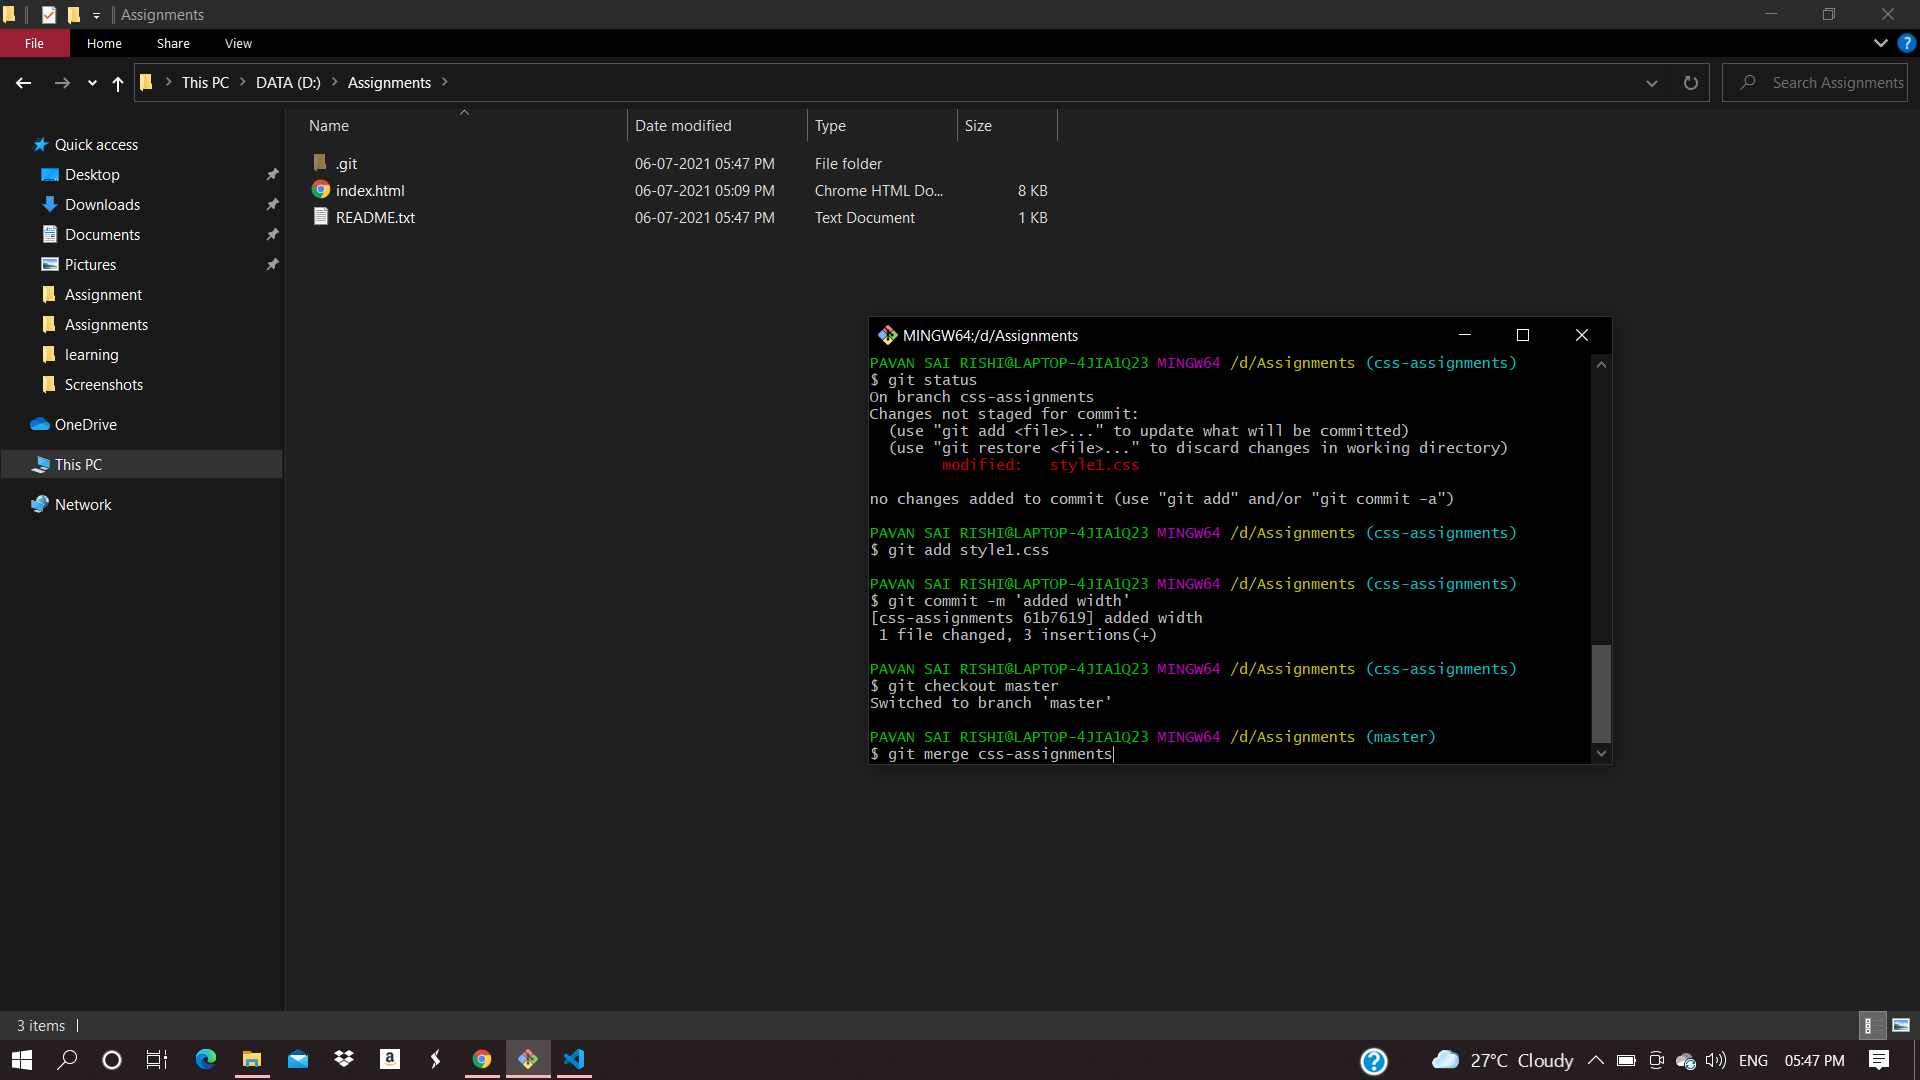 Assignments
File Home Share View
This PC DATA (D:) Assignments
Search Assignments
Name Date modified Type Size
.git 06-07-2021 05:47 PM File folder
index.html 06-07-2021 05:09 PM Chrome HTML Do... 8 KB
README.txt 06-07-2021 05:47 PM Text Document 1 KB
Quick access
Desktop
Downloads
Documents
Pictures
Assignment
Assignments
learning
Screenshots
OneDrive
This PC
Network
MINGW64:/d/Assignments
PAVAN SAI RISHI@LAPTOP-4JIA1Q23 MINGW64 /d/Assignments (css-assignments)
$ git status
On branch css-assignments
Changes not staged for commit:
(use "git add <file>..." to update what will be committed)
(use "git restore <file>..." to discard changes in working directory)
modified: style1.css
no changes added to commit (use "git add" and/or "git commit -a")
PAVAN SAI RISHI@LAPTOP-4JIA1Q23 MINGW64 /d/Assignments (css-assignments)
$ git add style1.css
PAVAN SAI RISHI@LAPTOP-4JIA1Q23 MINGW64 /d/Assignments (css-assignments)
$ git commit -m 'added width'
[css-assignments 61b7619] added width
1 file changed, 3 insertions(+)
PAVAN SAI RISHI@LAPTOP-4JIA1Q23 MINGW64 /d/Assignments (css-assignments)
$ git checkout master
Switched to branch 'master'
PAVAN SAI RISHI@LAPTOP-4JIA1Q23 MINGW64 /d/Assignments (master)
$ git merge css-assignments
3 items
27°C Cloudy ENG 05:47 PM